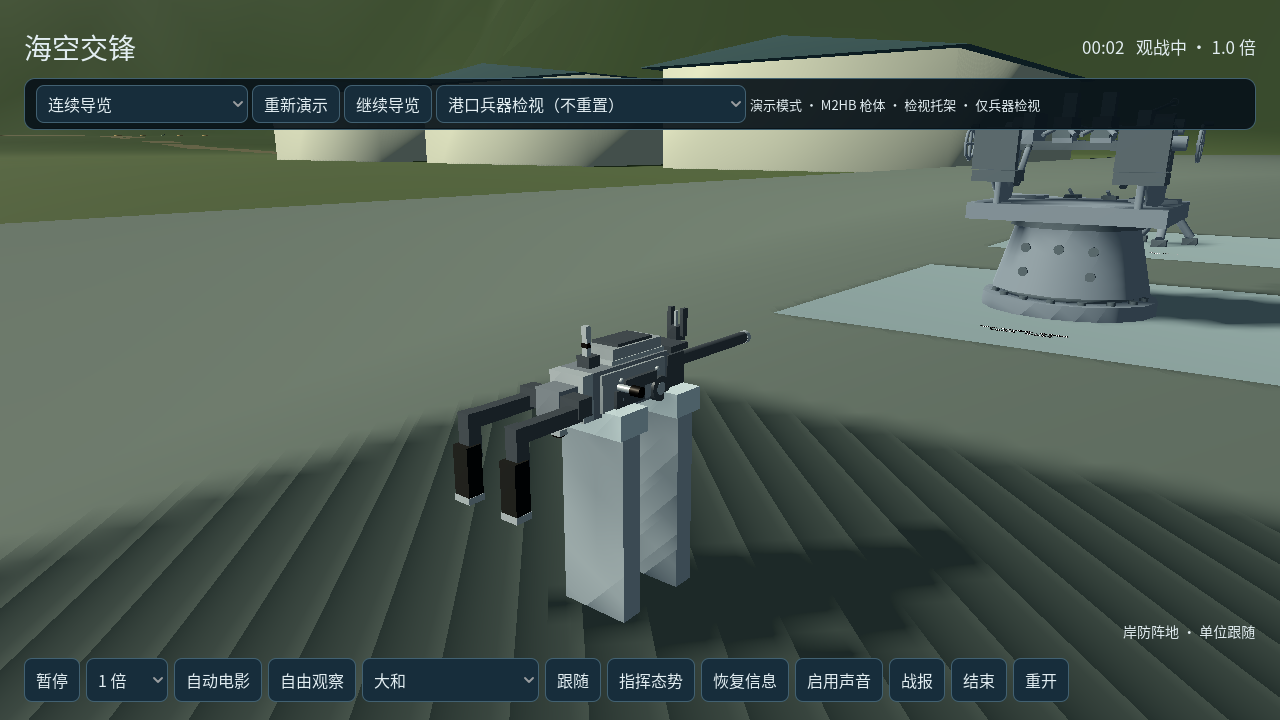 海空交锋
00:02 观战中 · 1.0 倍
连续导览 重新演示 继续导览 港口兵器检视（不重置） 演示模式 · M2HB 枪体 · 检视托架 · 仅兵器检视
岸防阵地 · 单位跟随
暂停 1 倍 自动电影 自由观察 大和 跟随 指挥态势 恢复信息 启用声音 战报 结束 重开